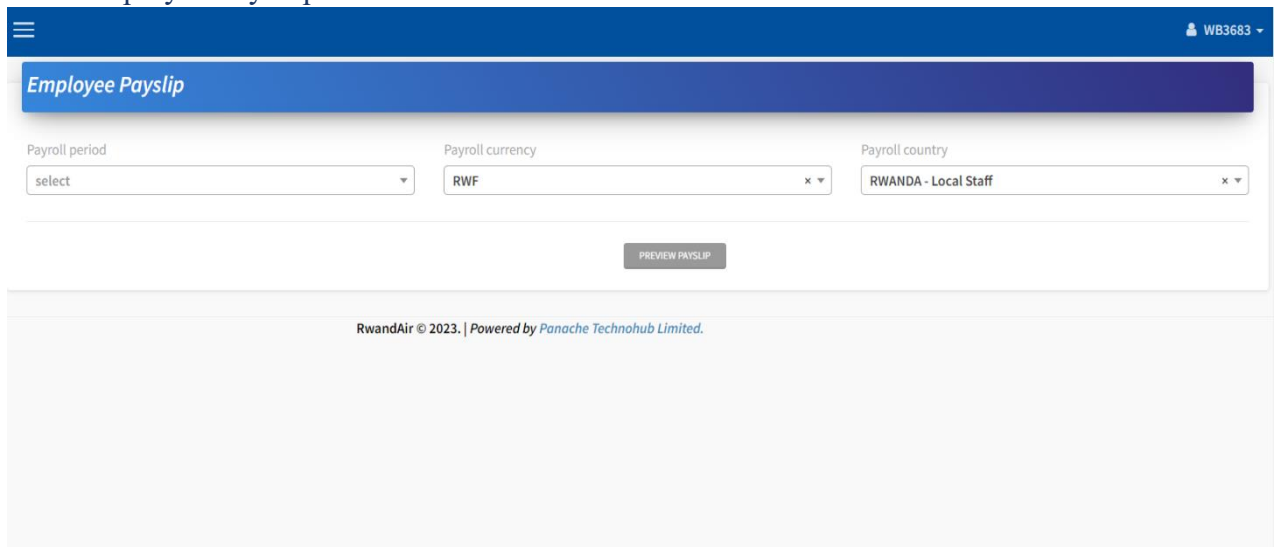 WB3683
Employee Payslip
Payroll period
Payroll currency
Payroll country
select
RWF
RWANDA - Local Staff
PREVIEW PAYSLIP
RwandAir © 2023. | Powered by Panache Technohub Limited.